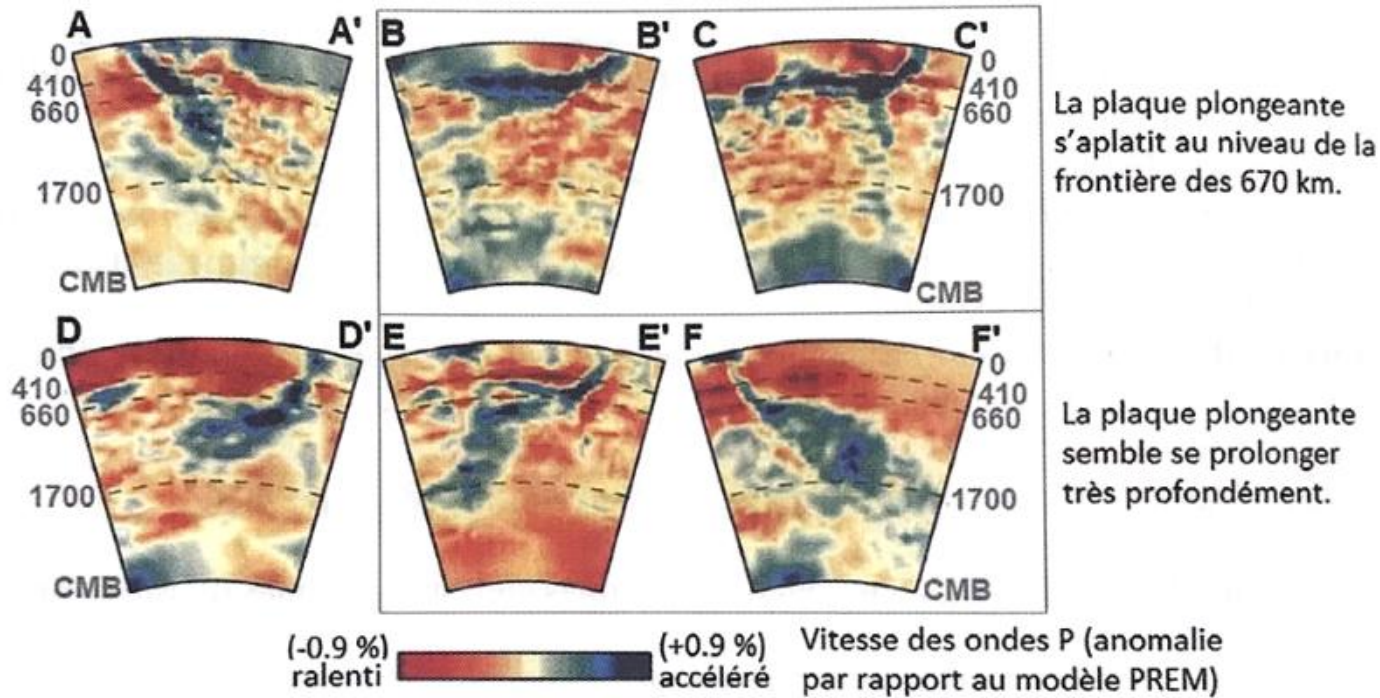 A A' B B' C C'
0 0
410 410
660 660
1700 1700
CMB CMB
La plaque plongeante
s'aplatit au niveau de la
frontière des 670 km.
D D' E E' F F'
0 0
410 410
660 660
1700 1700
CMB CMB
La plaque plongeante
semble se prolonger
très profondément.
(-0.9 %) (+0.9 %)
ralenti accéléré
Vitesse des ondes P (anomalie
par rapport au modèle PREM)